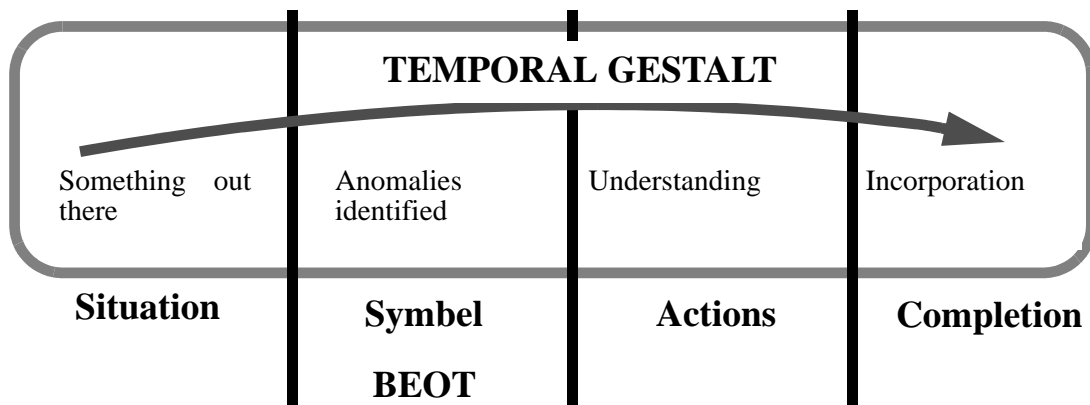 TEMPORAL GESTALT
Something out
there
Anomalies
identified
Understanding
Incorporation
Situation
Symbel
Actions
Completion
BEOT